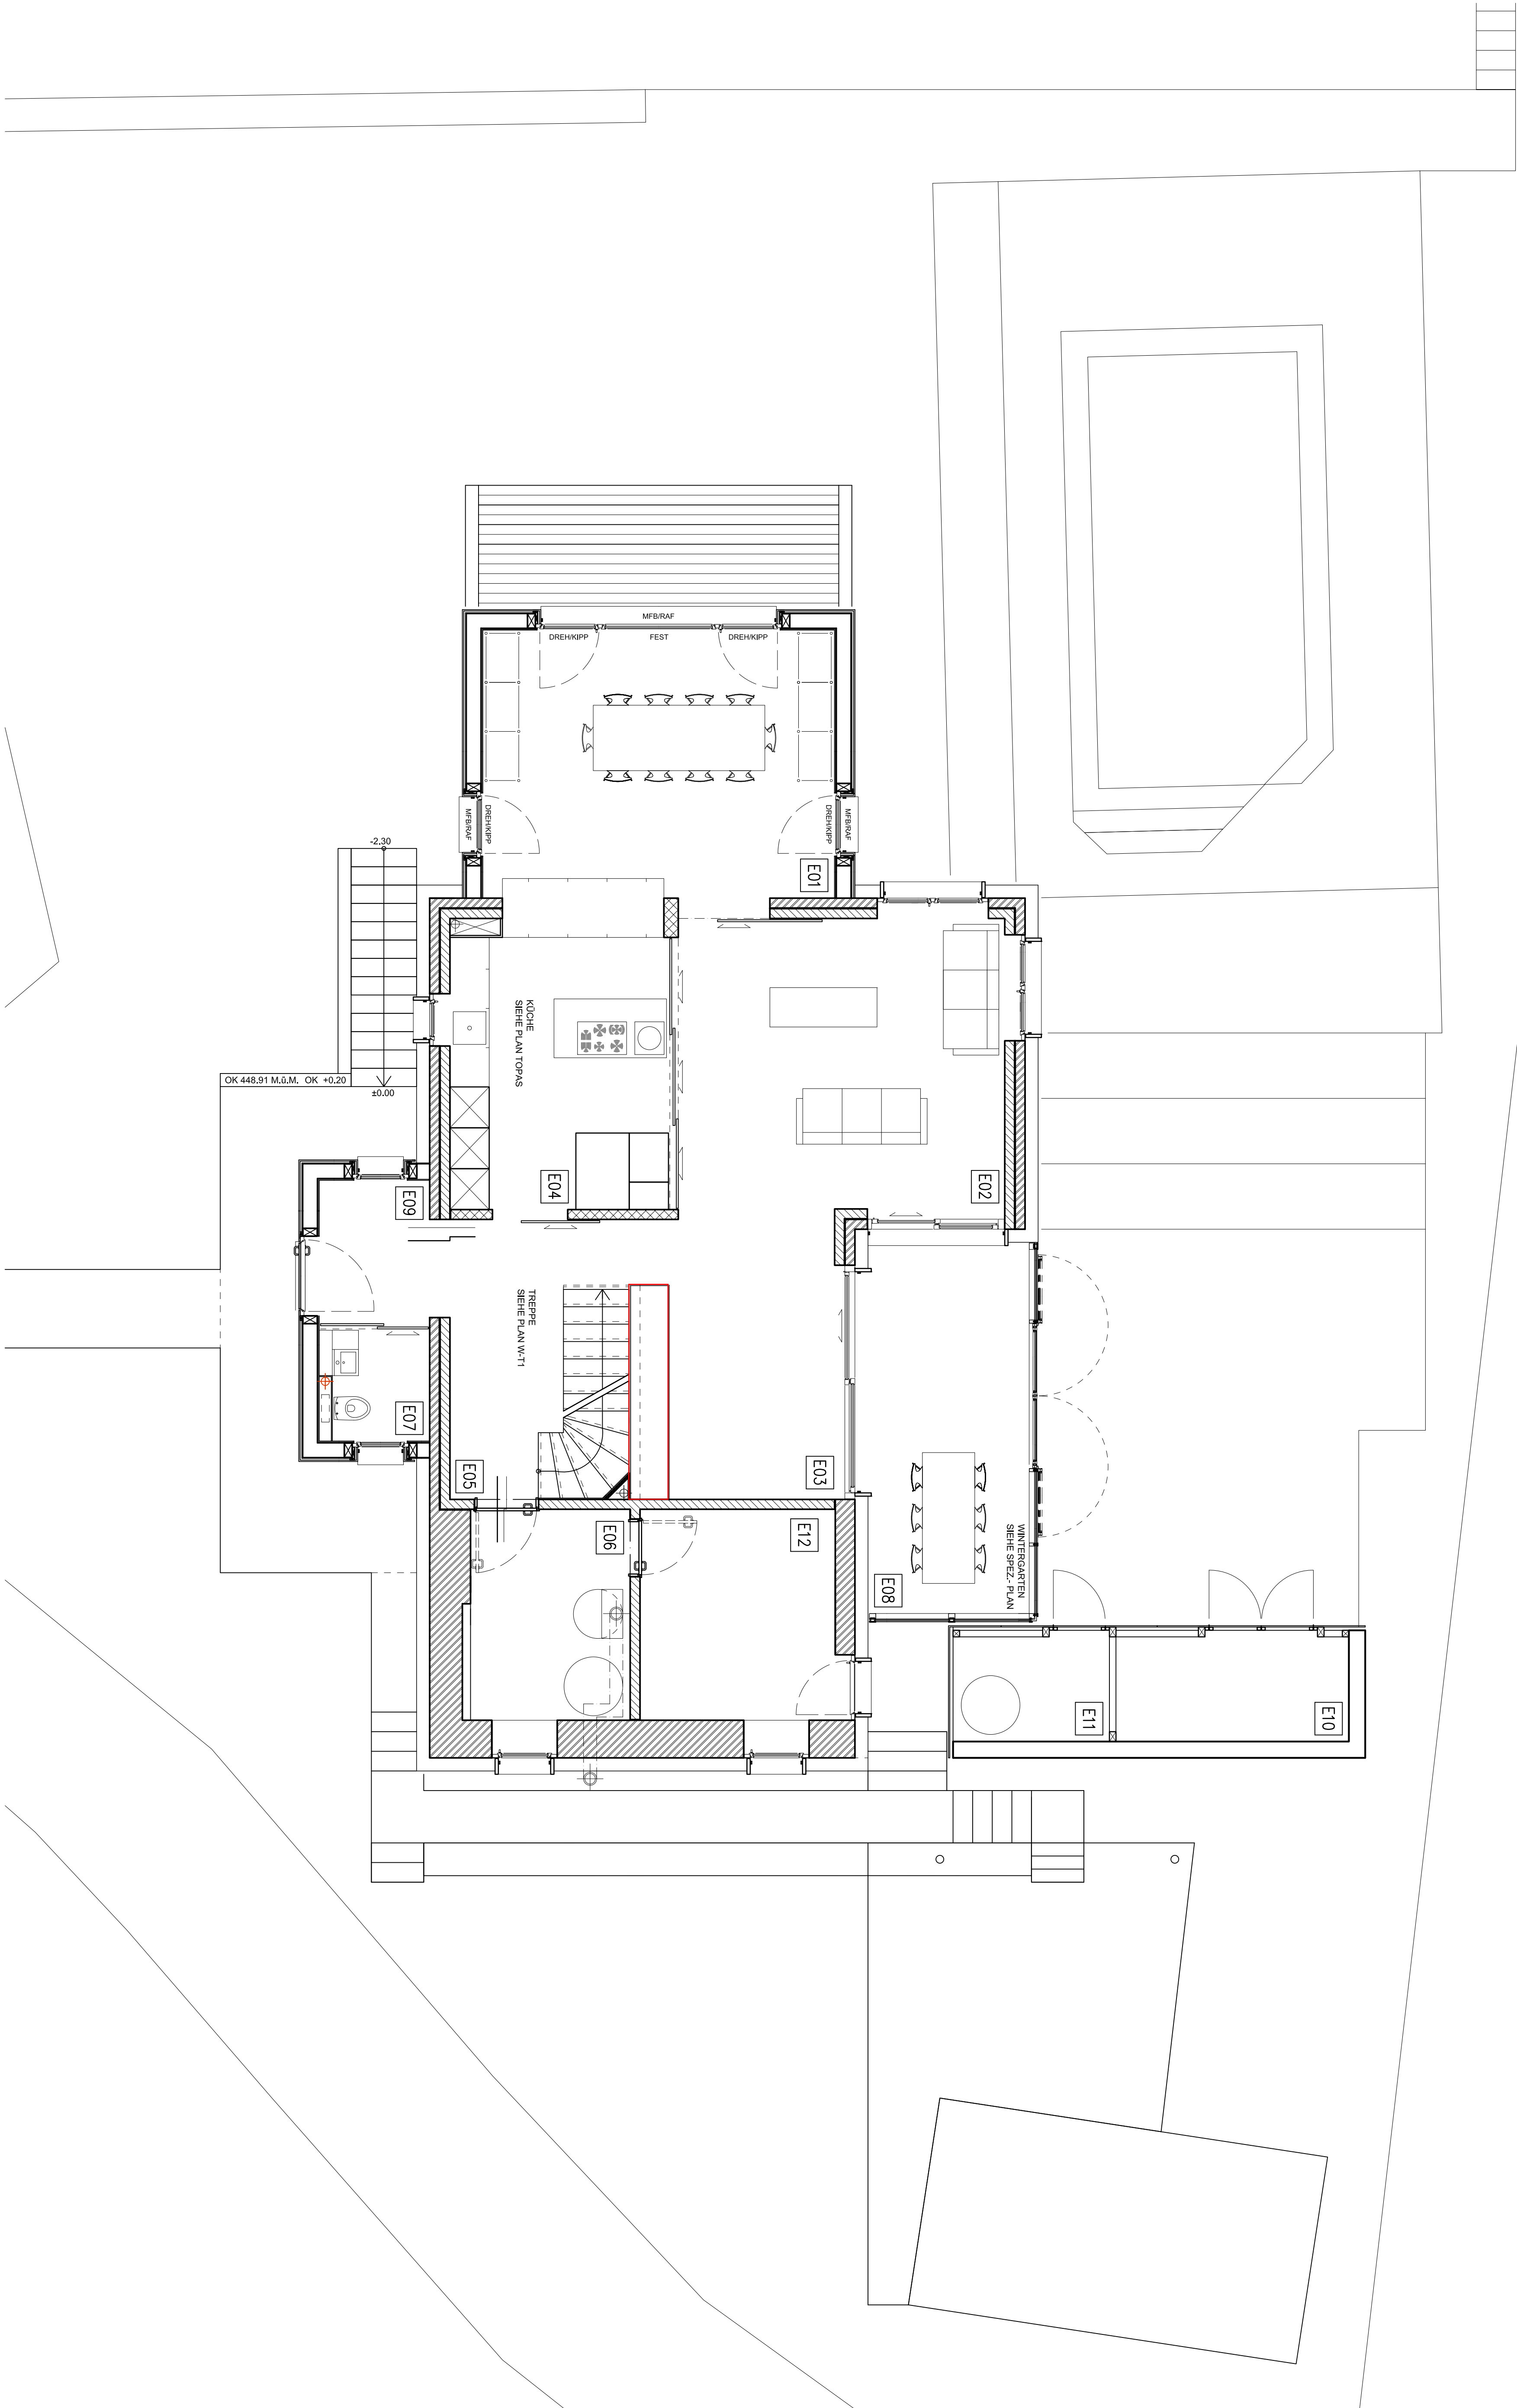 MFB/RAF
DREH/KIPP
FEST
DREH/KIPP
MFB/RAF
DREH/KIPP
DREH/KIPP
MFB/RAF
-2.30
E01
KÜCHE
SIEHE PLAN TOPAS
OK 448.91 M.ü.M. OK +0.20
±0.00
E04
E02
E09
TREPPE
SIEHE PLAN W-T1
E07
E05
E03
E06
E12
WINTERGARTEN
SIEHE SPEZ.- PLAN
E08
E11
E10